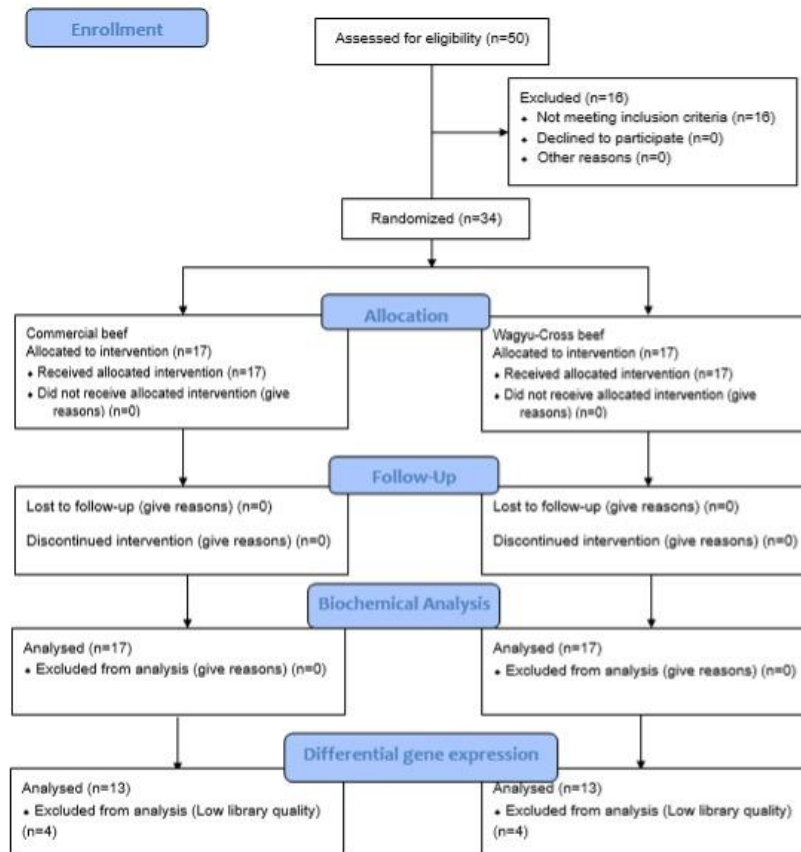 Enrollment
Assessed for eligibility (n=50)
Excluded (n=16)
• Not meeting inclusion criteria (n=16)
• Declined to participate (n=0)
• Other reasons (n=0)
Randomized (n=34)
Allocation
Commercial beef
Allocated to intervention (n=17)
• Received allocated intervention (n=17)
• Did not receive allocated intervention (give
reasons) (n=0)
Wagyu-Cross beef
Allocated to intervention (n=17)
• Received allocated intervention (n=17)
• Did not receive allocated intervention (give
reasons) (n=0)
Follow-Up
Lost to follow-up (give reasons) (n=0)
Discontinued intervention (give reasons) (n=0)
Lost to follow-up (give reasons) (n=0)
Discontinued intervention (give reasons) (n=0)
Biochemical Analysis
Analysed (n=17)
• Excluded from analysis (give reasons) (n=0)
Analysed (n=17)
• Excluded from analysis (give reasons) (n=0)
Differential gene expression
Analysed (n=13)
• Excluded from analysis (Low library quality)
(n=4)
Analysed (n=13)
• Excluded from analysis (Low library quality)
(n=4)